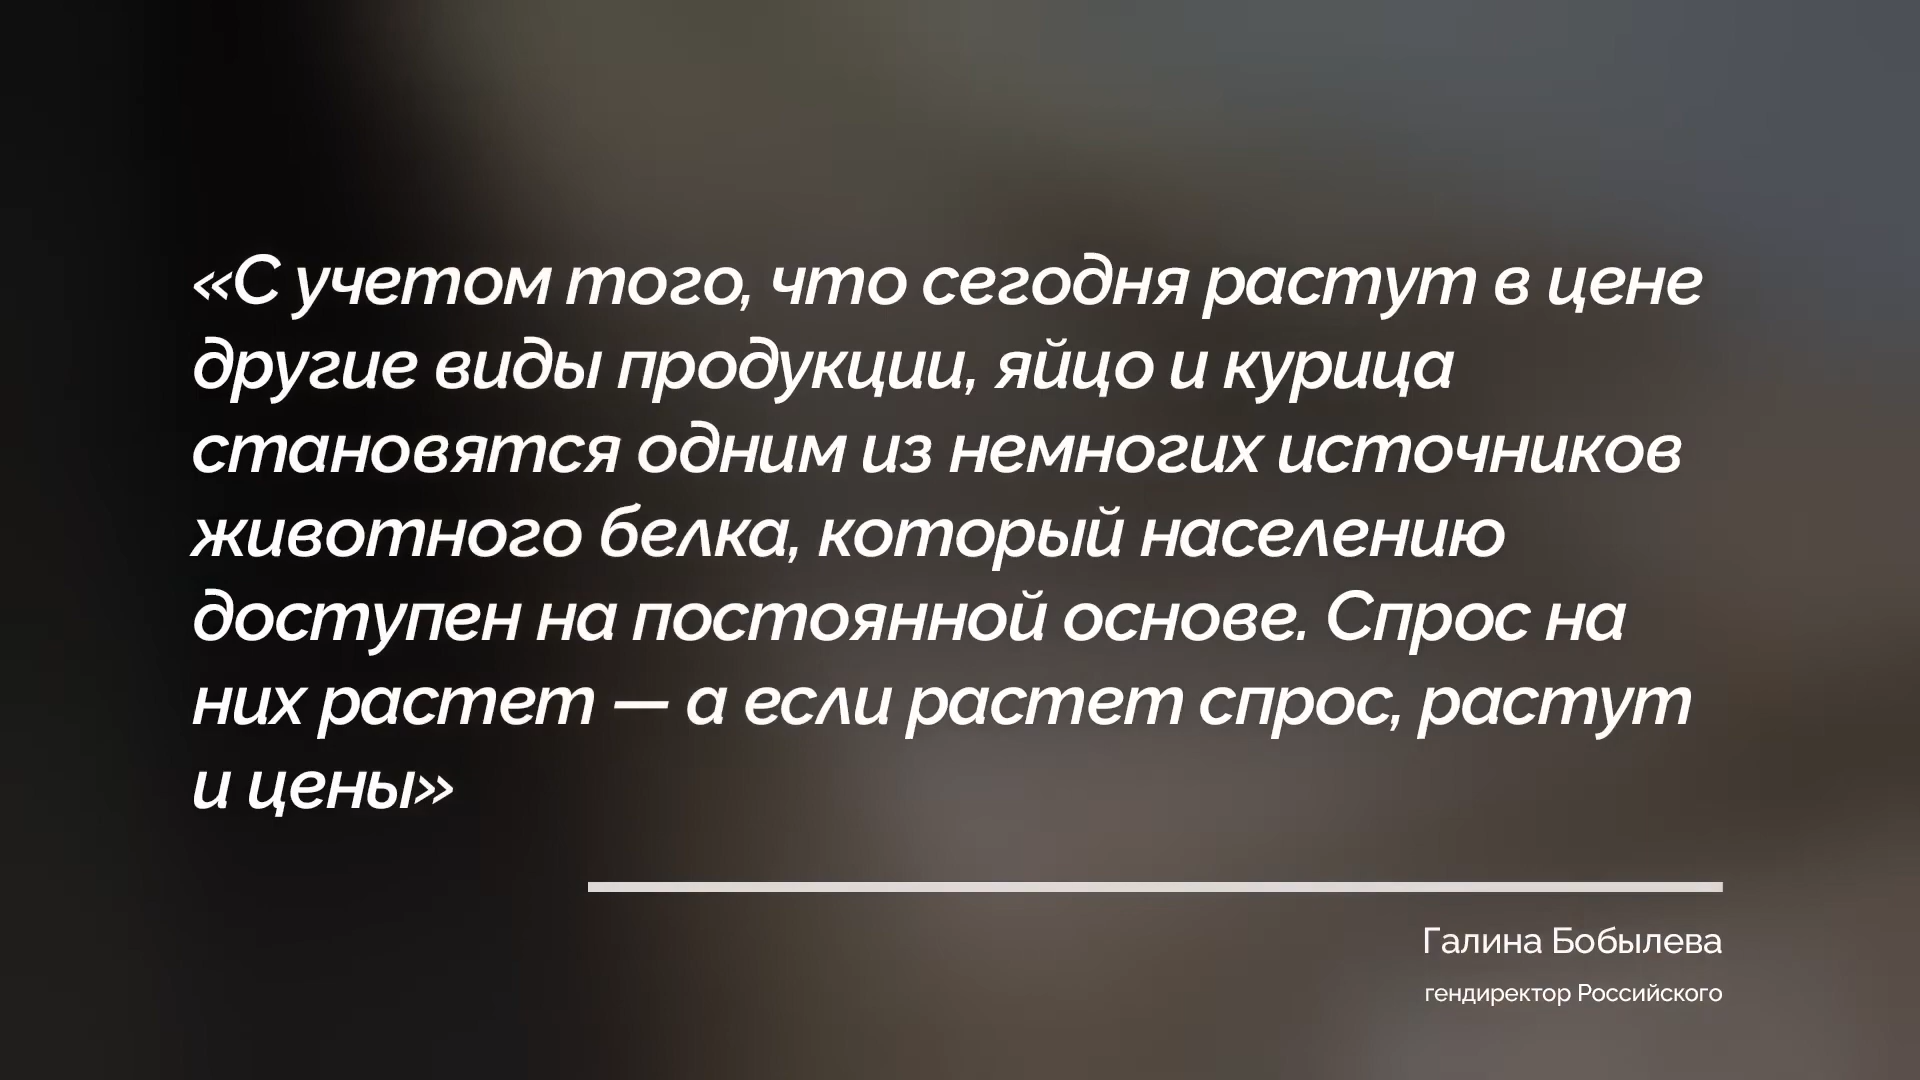 «С учетом того, что сегодня растут в цене
другие виды продукции, яйцо и курица
становятся одним из немногих источников
животного белка, который населению
доступен на постоянной основе. Спрос на
них растет — а если растет спрос, растут
и цены»
Галина Бобылева
гендиректор Российского